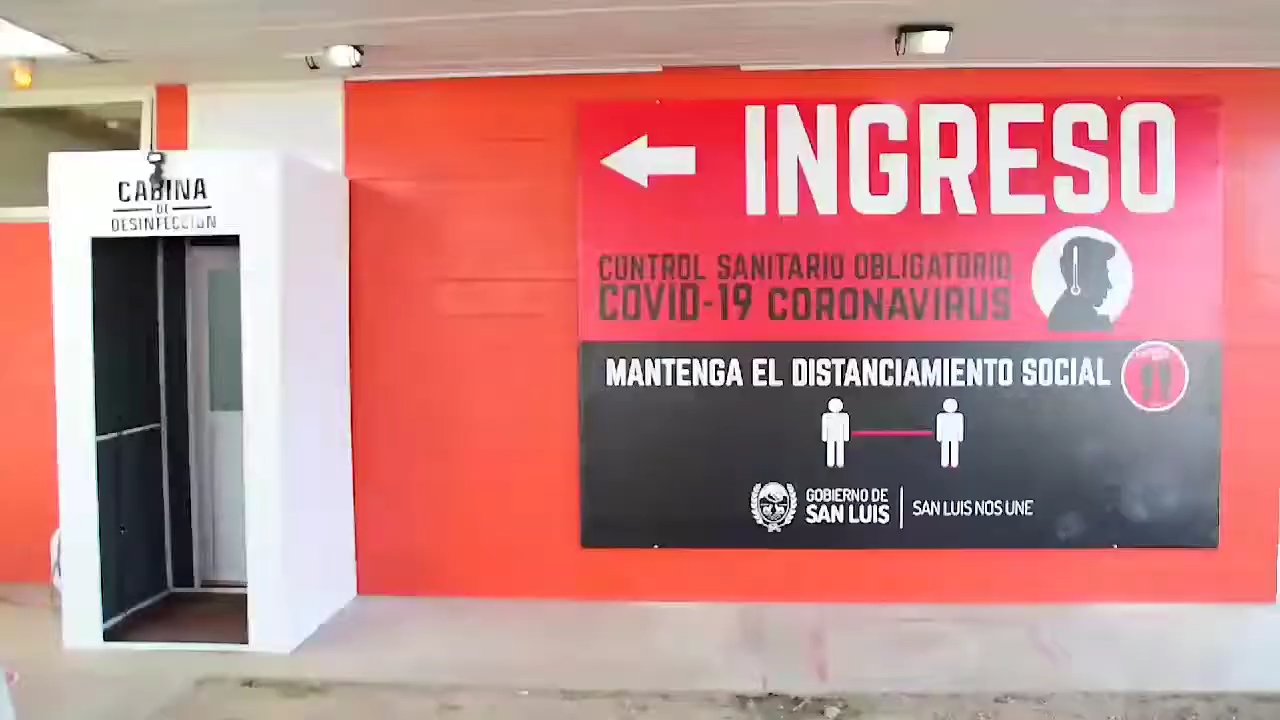 CABINA
DE
DESINFECCIÓN
INGRESO
CONTROL SANITARIO OBLIGATORIO
COVID-19 CORONAVIRUS
MANTENGA EL DISTANCIAMIENTO SOCIAL
GOBIERNO DE
SAN LUIS
SAN LUIS NOS UNE